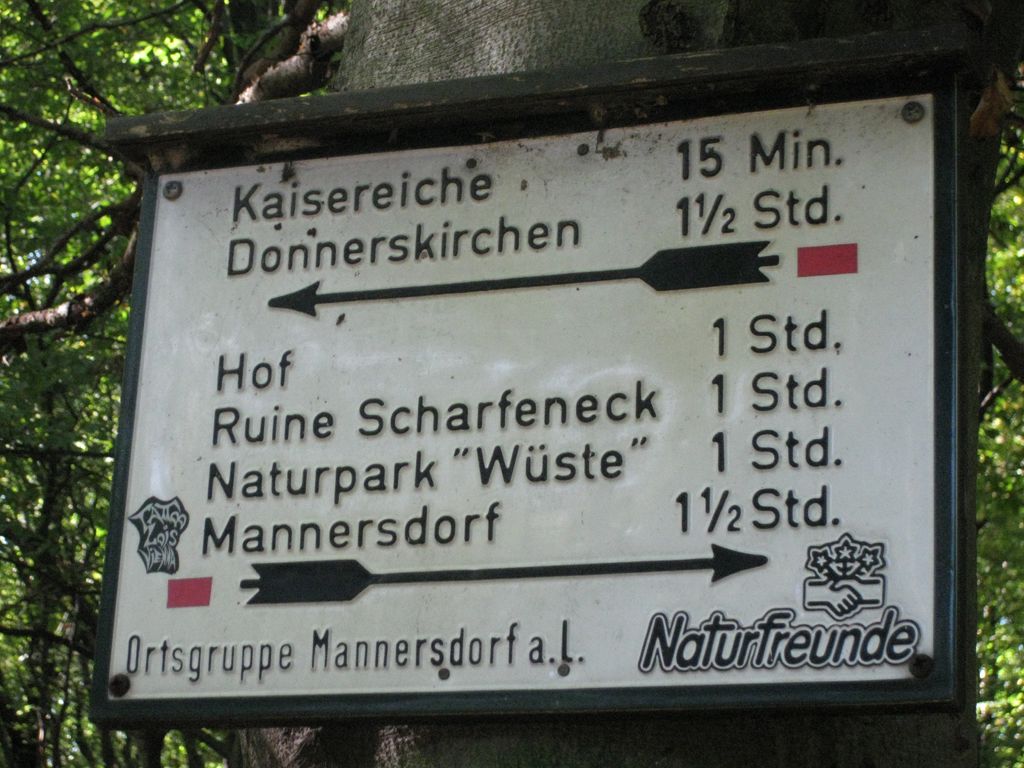 Kaisereiche 15 Min.
Donnerskirchen 1½ Std.
Hof 1 Std.
Ruine Scharfeneck 1 Std.
Naturpark "Wüste" 1 Std.
Mannersdorf 1½ Std.
Ortsgruppe Mannersdorf a.L.
Naturfreunde